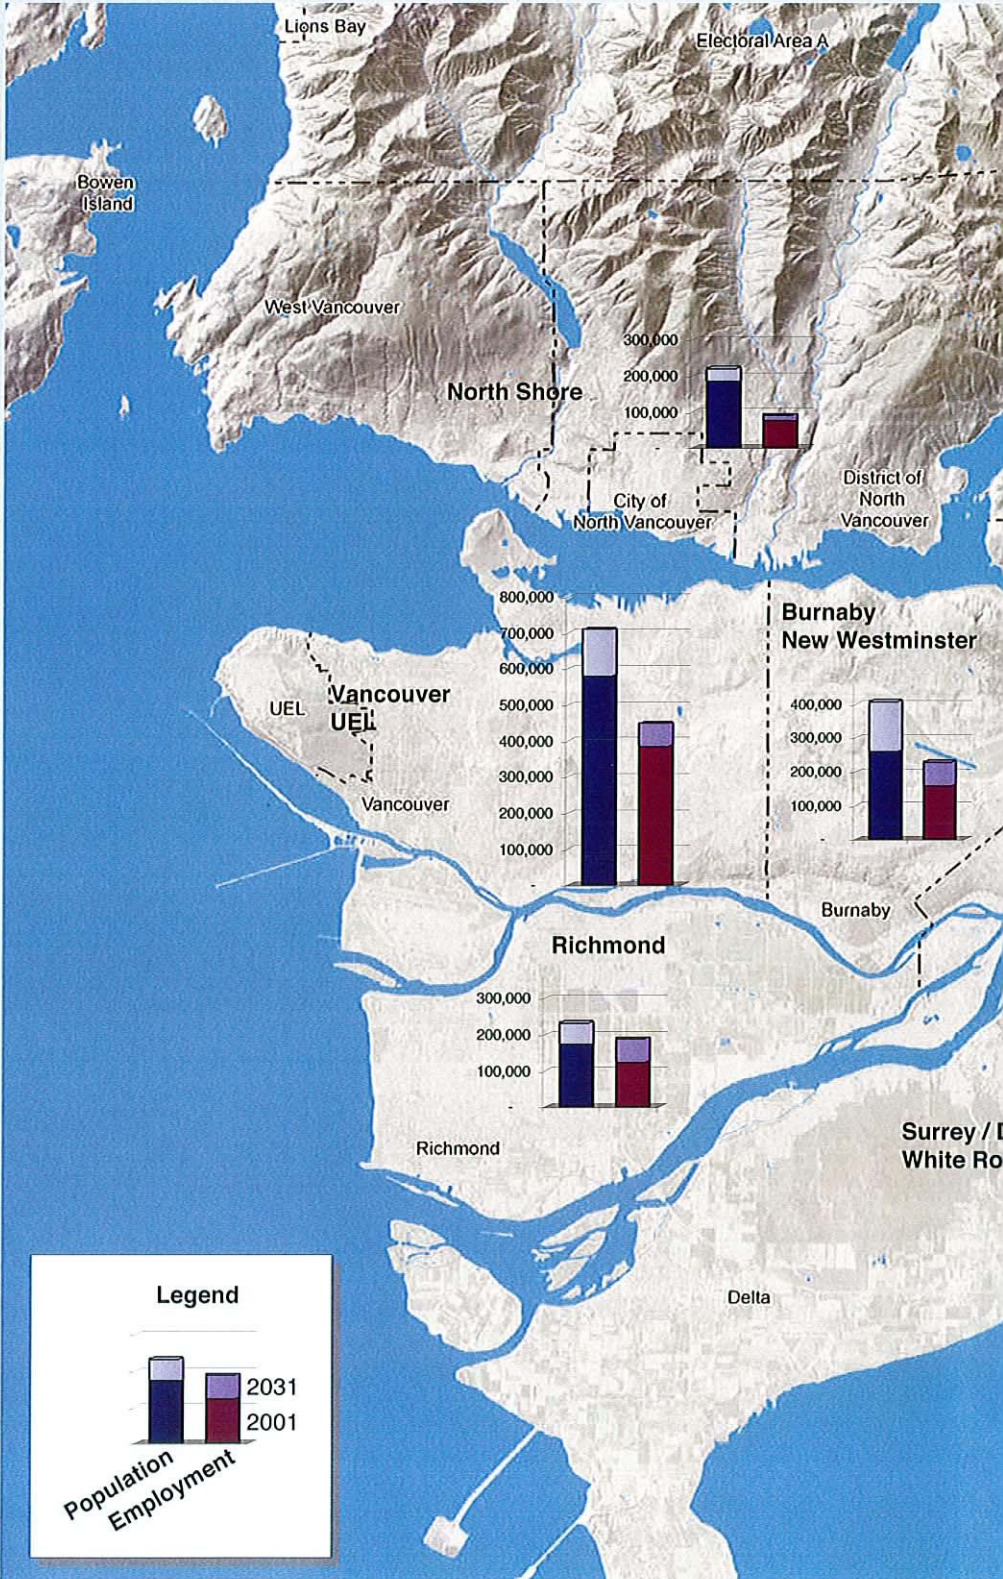 Lions Bay
Electoral Area A
Bowen
Island
West Vancouver
North Shore
300,000
200,000
100,000
-
City of
North Vancouver
District of
North
Vancouver
800,000
700,000
600,000
500,000
400,000
300,000
200,000
100,000
-
Vancouver
UEL
UEL
Vancouver
Burnaby
New Westminster
400,000
300,000
200,000
100,000
-
Burnaby
Richmond
300,000
200,000
100,000
-
Richmond
Surrey / D
White Ro
Delta
Legend
2031
2001
Population
Employment